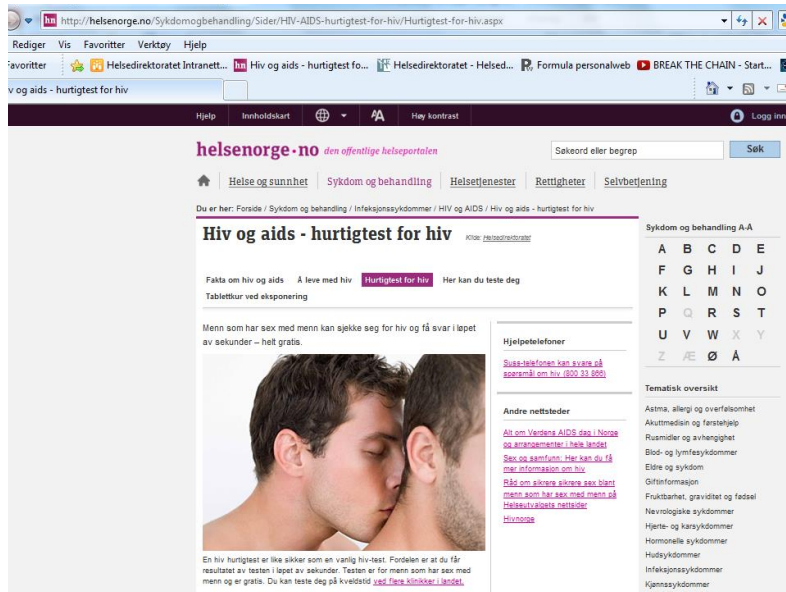 http://helsenorge.no/Sykdomogbehandling/Sider/HIV-AIDS-hurtigtest-for-hiv/Hurtigtest-for-hiv.aspx
Rediger Vis Favoritter Verktøy Hjelp
Favoritter Helsedirektoratet Intranett... Hiv og aids - hurtigtest fo... Helsedirektoratet - Helsed... Formula personalweb BREAK THE CHAIN - Start...
v og aids - hurtigtest for hiv
Hjelp Innholdskart AA Høy kontrast Logg inn
helsenorge·no den offentlige helseportalen
Søkeord eller begrep Søk
Helse og sunnhet Sykdom og behandling Helsetjenester Rettigheter Selvbetjening
Du er her: Forside / Sykdom og behandling / Infeksjonssykdommer / HIV og AIDS / Hiv og aids - hurtigtest for hiv
Hiv og aids - hurtigtest for hiv Kilde: Helsedirektoratet
Fakta om hiv og aids Å leve med hiv Hurtigtest for hiv Her kan du teste deg
Tablettkur ved eksponering
Menn som har sex med menn kan sjekke seg for hiv og få svar i løpet
av sekunder – helt gratis.
En hiv hurtigtest er like sikker som en vanlig hiv-test. Fordelen er at du får
resultatet av testen i løpet av sekunder. Testen er for menn som har sex med
menn og er gratis. Du kan teste deg på kveldstid ved flere klinikker i landet.
Hjelpetelefoner
Suss-telefonen kan svare på
spørsmål om hiv (800 33 866)
Andre nettsteder
Alt om Verdens AIDS dag i Norge
og arrangementer i hele landet
Sex og samfunn: Her kan du få
mer informasjon om hiv
Råd om sikrere sikrere sex blant
menn som har sex med menn på
Helseutvalgets nettsider
Hivnorge
Sykdom og behandling A-Å
A B C D E
F G H I J
K L M N O
P Q R S T
U V W X Y
Z Æ Ø Å
Tematisk oversikt
Astma, allergi og overfølsomhet
Akuttmedisin og førstehjelp
Rusmidler og avhengighet
Blod- og lymfesykdommer
Eldre og sykdom
Giftinformasjon
Fruktbarhet, graviditet og fødsel
Nevrologiske sykdommer
Hjerte- og karsykdommer
Hormonelle sykdommer
Hudsykdommer
Infeksjonssykdommer
Kjønnssykdommer